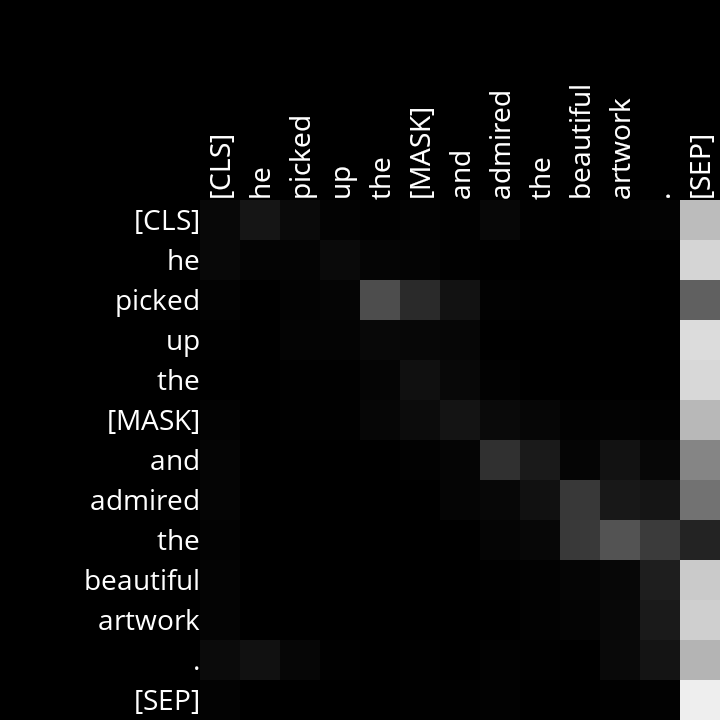 [CLS] he picked up the [MASK] and admired the beautiful artwork . [SEP]
[CLS]
he
picked
up
the
[MASK]
and
admired
the
beautiful
artwork
.
[SEP]